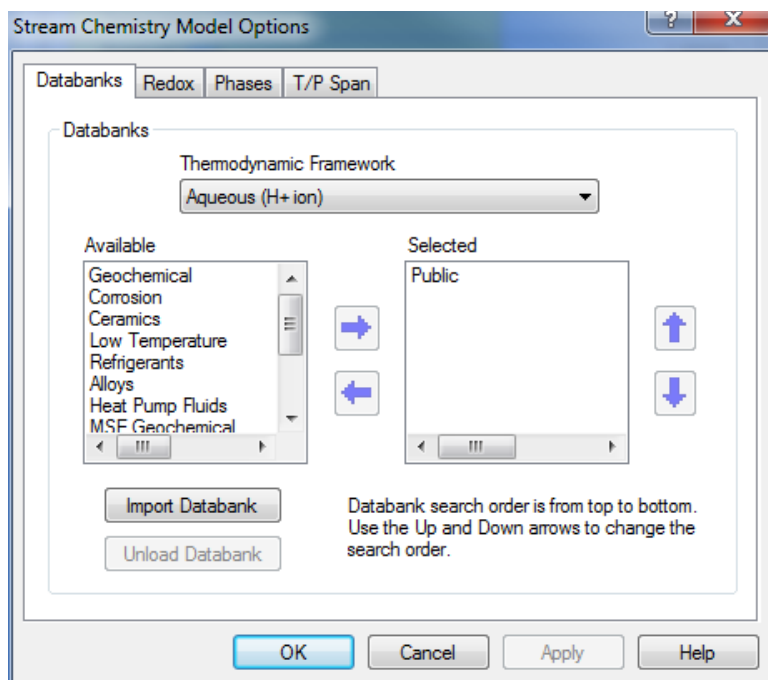 Stream Chemistry Model Options
? X
Databanks Redox Phases T/P Span
Databanks
Thermodynamic Framework
Aqueous (H+ ion)
Available
Geochemical
Corrosion
Ceramics
Low Temperature
Refrigerants
Alloys
Heat Pump Fluids
MSE Geochemical
Selected
Public
Import Databank
Unload Databank
Databank search order is from top to bottom.
Use the Up and Down arrows to change the
search order.
OK Cancel Apply Help